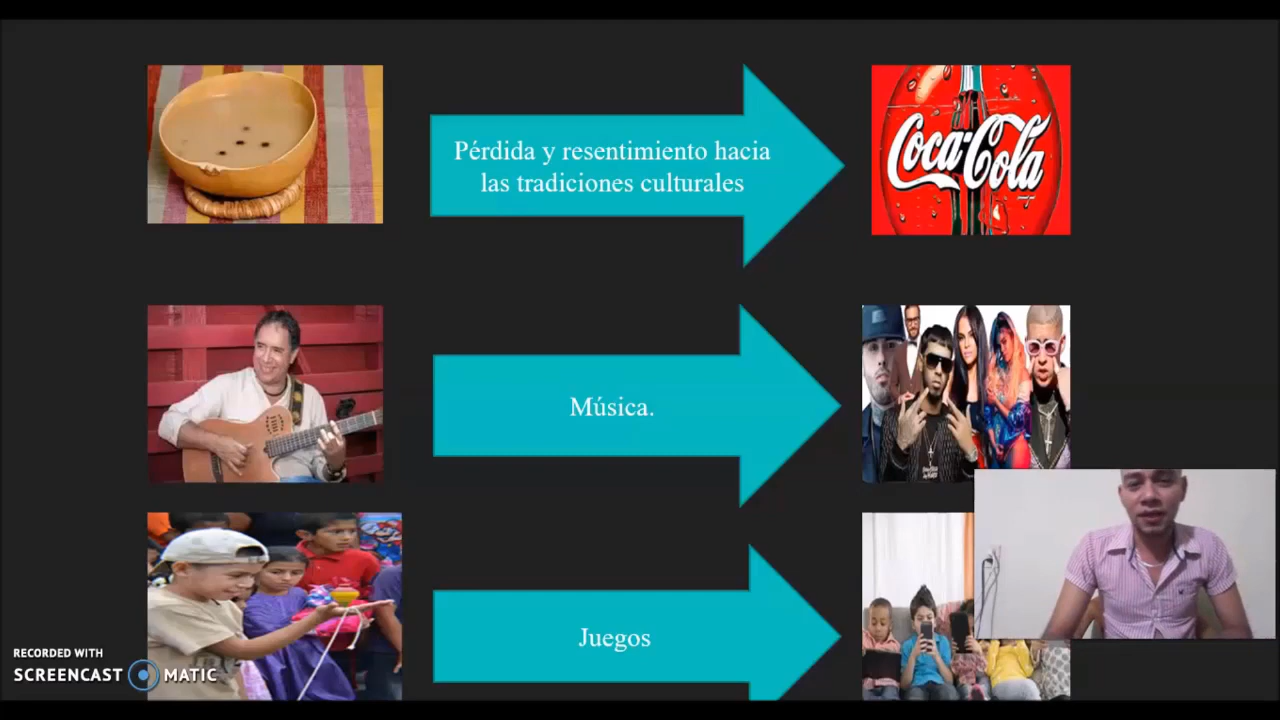 Pérdida y resentimiento hacia
las tradiciones culturales
Coca-Cola
Música.
Juegos
RECORDED WITH
SCREENCAST MATIC